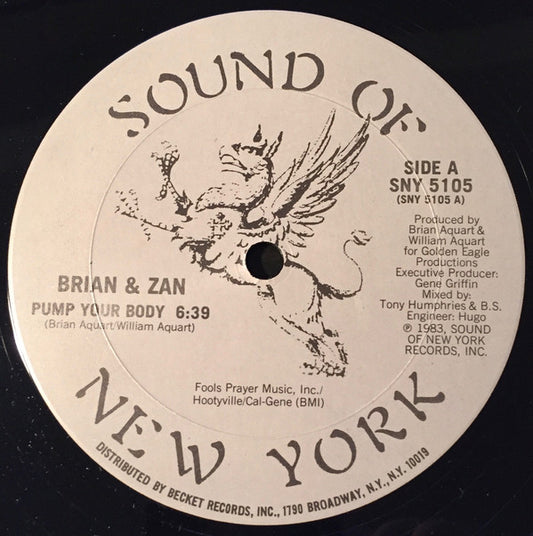 SOUND OF
SIDE A
SNY 5105
(SNY 5105 A)
Produced by
Brian Aquart &
William Aquart
for Golden Eagle
Productions
Executive Producer:
Gene Griffin
Mixed by:
Tony Humphries & B.S.
Engineer: Hugo
℗ 1983, SOUND
OF NEW YORK
RECORDS, INC.
BRIAN & ZAN
PUMP YOUR BODY 6:39
(Brian Aquart/William Aquart)
Fools Prayer Music, Inc./
Hootyville/Cal-Gene (BMI)
NEW YORK
DISTRIBUTED BY BECKET RECORDS, INC., 1790 BROADWAY, N.Y., N.Y. 10019